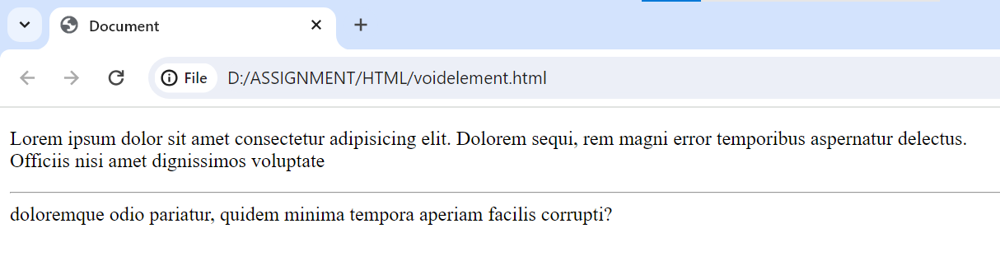 Document
File D:/ASSIGNMENT/HTML/voidelement.html
Lorem ipsum dolor sit amet consectetur adipisicing elit. Dolorem sequi, rem magni error temporibus aspernatur delectus.
Officiis nisi amet dignissimos voluptate
doloremque odio pariatur, quidem minima tempora aperiam facilis corrupti?